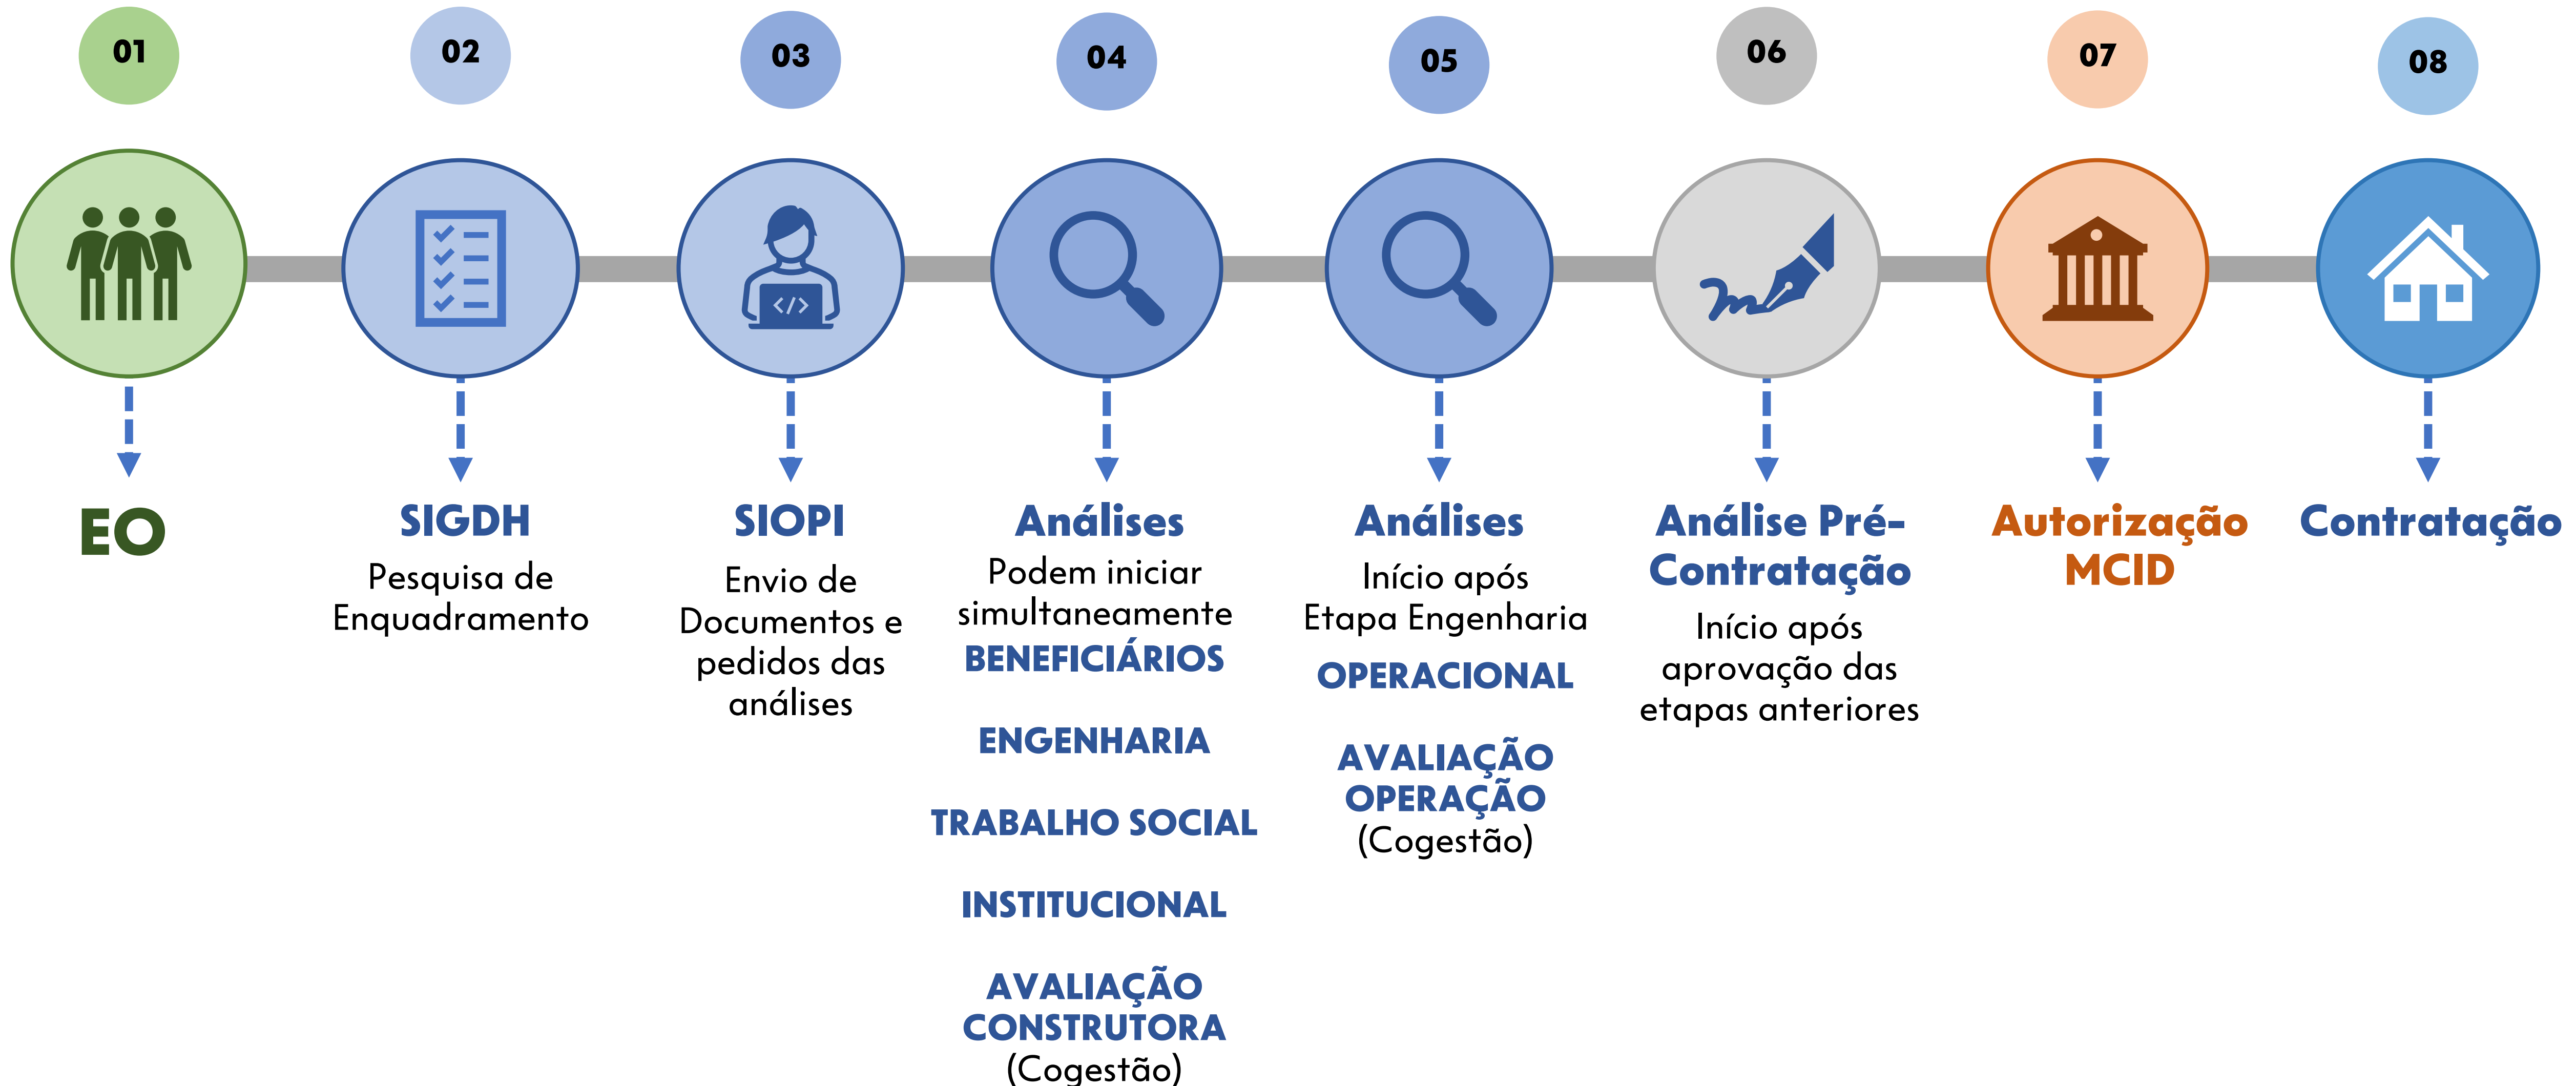 01
02
03
04
05
06
07
08
EO
SIGDH
Pesquisa de
Enquadramento
SIOPI
Envio de
Documentos e
pedidos das
análises
Análises
Podem iniciar
simultaneamente
BENEFICIÁRIOS
ENGENHARIA
TRABALHO SOCIAL
INSTITUCIONAL
AVALIAÇÃO
CONSTRUTORA
(Cogestão)
Análises
Início após
Etapa Engenharia
OPERACIONAL
AVALIAÇÃO
OPERAÇÃO
(Cogestão)
Análise Pré-
Contratação
Início após
aprovação das
etapas anteriores
Autorização
MCID
Contratação